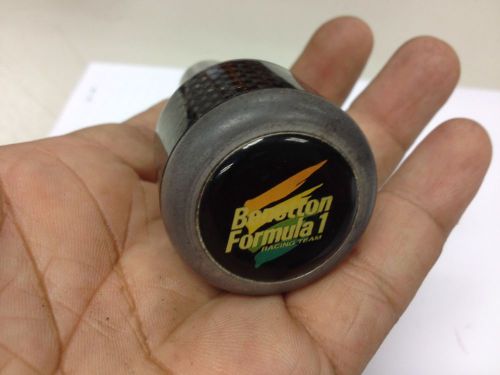 Benetton
Formula 1
RACING TEAM